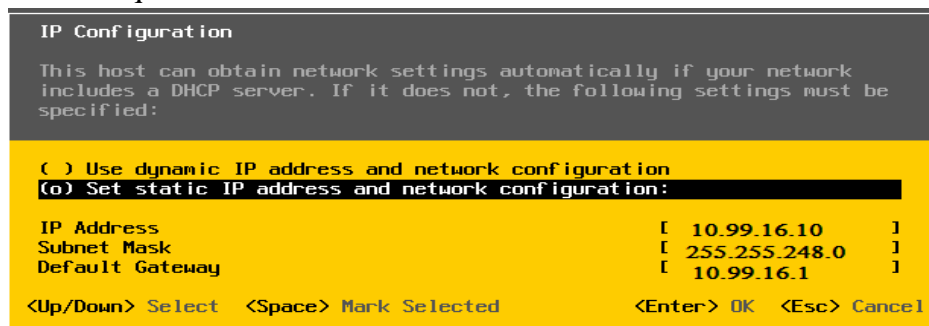 IP Configuration
This host can obtain network settings automatically if your network
includes a DHCP server. If it does not, the following settings must be
specified:
( ) Use dynamic IP address and network configuration
(o) Set static IP address and network configuration:
IP Address [ 10.99.16.10 ]
Subnet Mask [ 255.255.248.0 ]
Default Gateway [ 10.99.16.1 ]
<Up/Down> Select <Space> Mark Selected <Enter> OK <Esc> Cancel